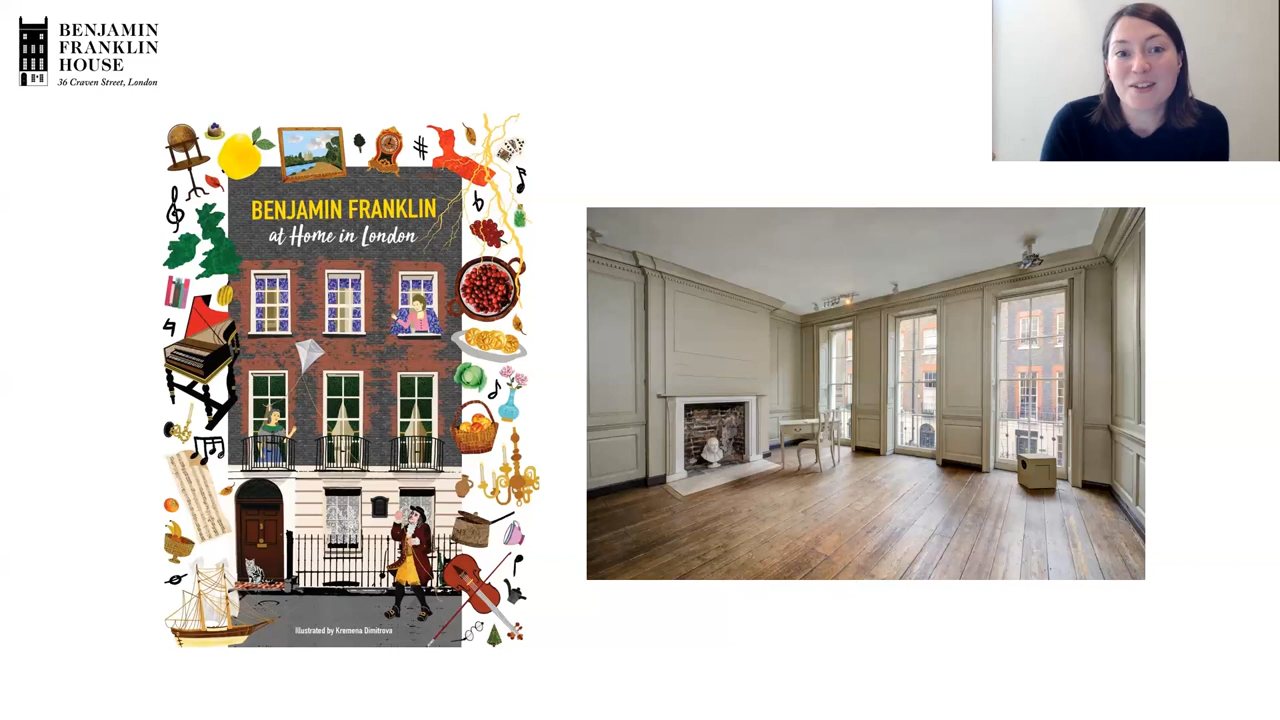 BENJAMIN
FRANKLIN
HOUSE
36 Craven Street, London
BENJAMIN FRANKLIN
at Home in London
Illustrated by Kremena Dimitrova